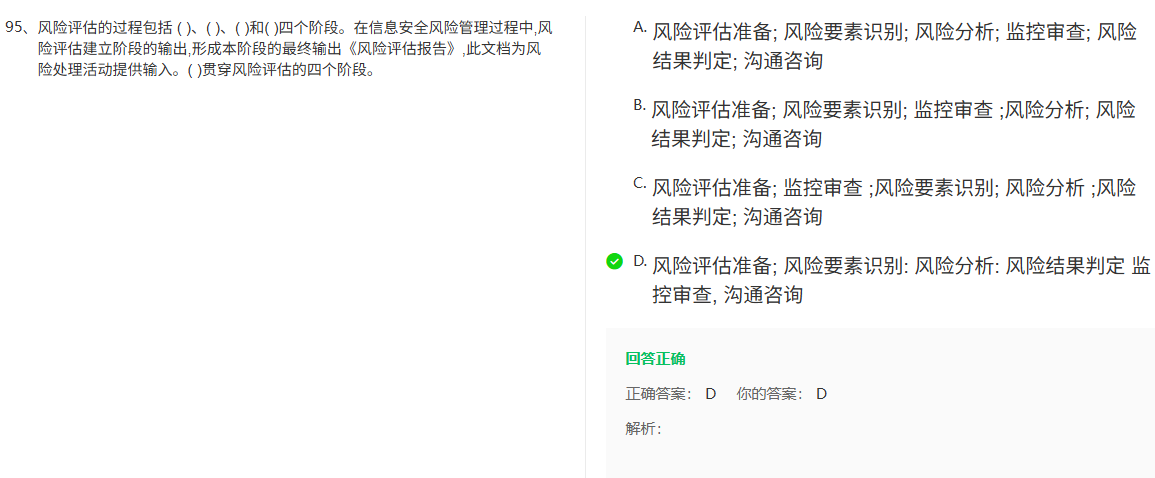 95、风险评估的过程包括 ( )、( )、( )和( )四个阶段。在信息安全风险管理过程中,风
险评估建立阶段的输出,形成本阶段的最终输出《风险评估报告》,此文档为风
险处理活动提供输入。( )贯穿风险评估的四个阶段。
A. 风险评估准备; 风险要素识别; 风险分析; 监控审查; 风险
结果判定; 沟通咨询
B. 风险评估准备; 风险要素识别; 监控审查 ;风险分析; 风险
结果判定; 沟通咨询
C. 风险评估准备; 监控审查 ;风险要素识别; 风险分析 ;风险
结果判定; 沟通咨询
D. 风险评估准备; 风险要素识别: 风险分析: 风险结果判定 监
控审查, 沟通咨询
回答正确
正确答案： D 你的答案： D
解析：